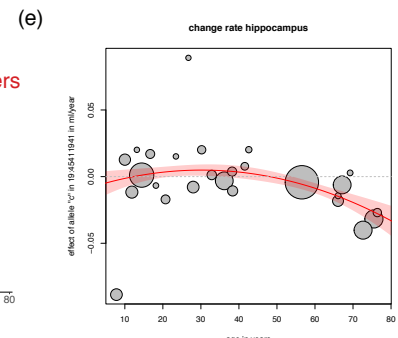 (e)
change rate hippocampus
ers
effect of allele "c" in 19:45411941 in ml/year
0.05
0.00
−0.05
80
10 20 30 40 50 60 70 80